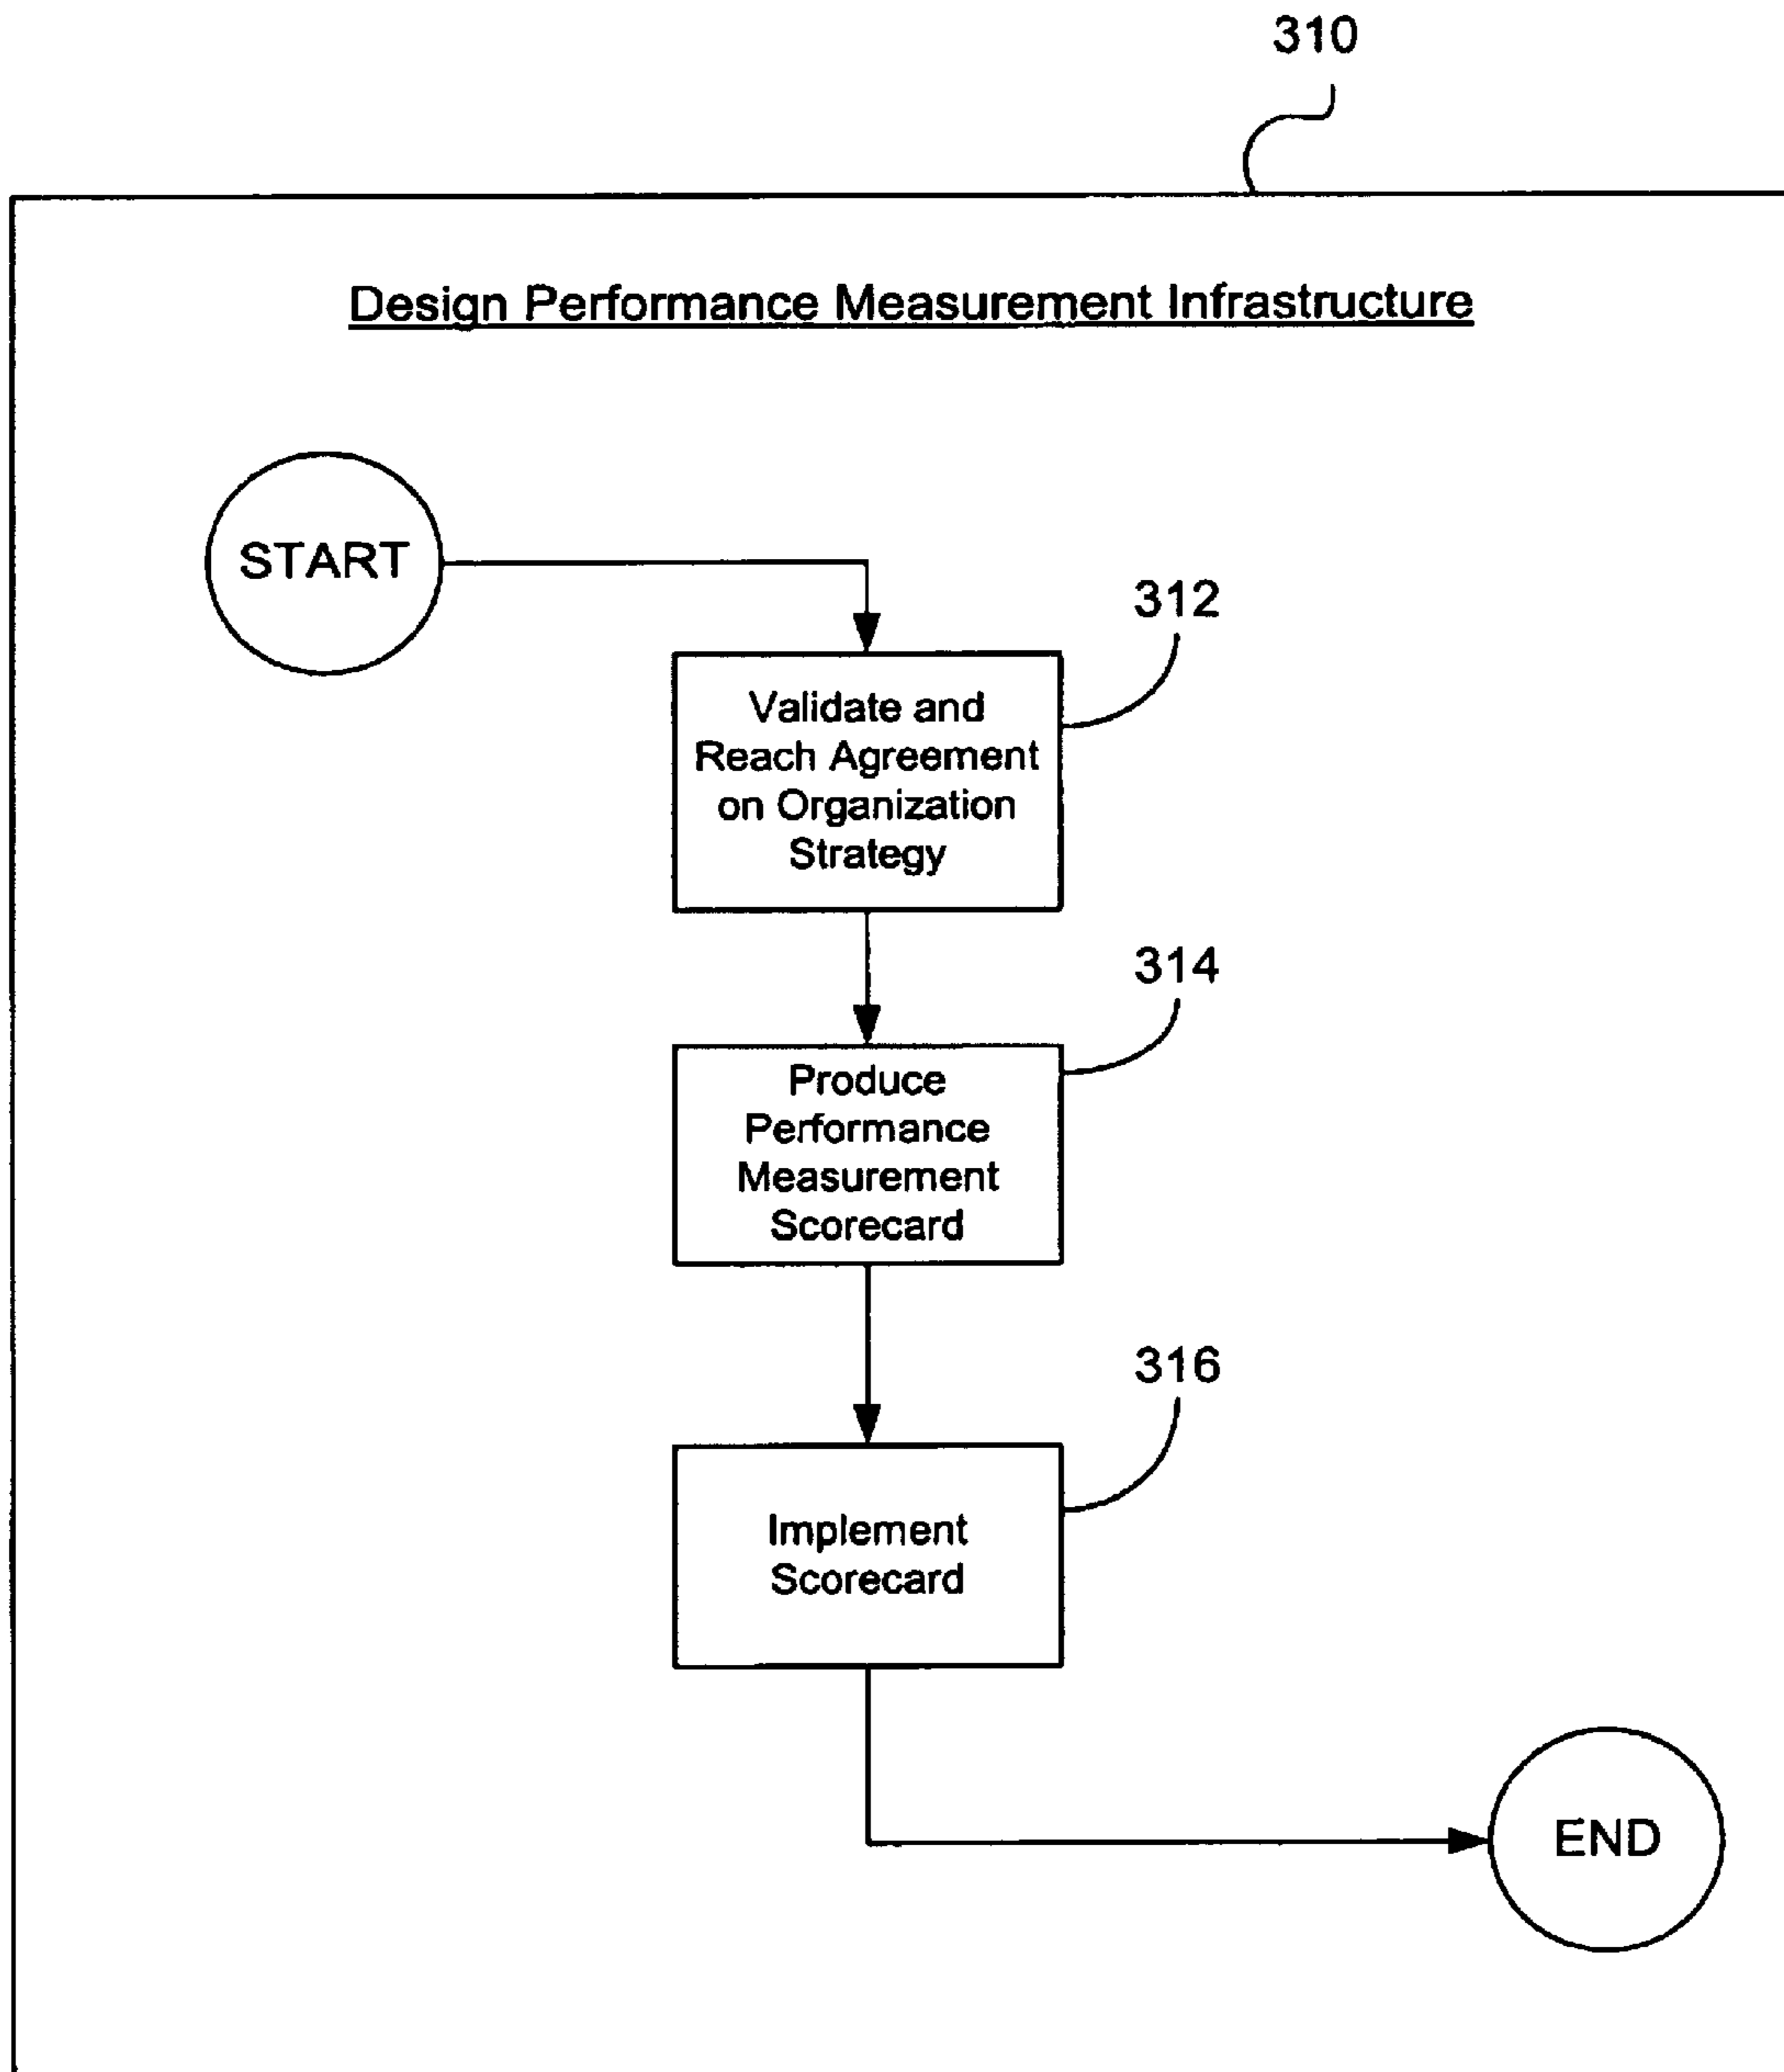 310
Design Performance Measurement Infrastructure
START
312
Validate and
Reach Agreement
on Organization
Strategy
314
Produce
Performance
Measurement
Scorecard
316
Implement
Scorecard
END